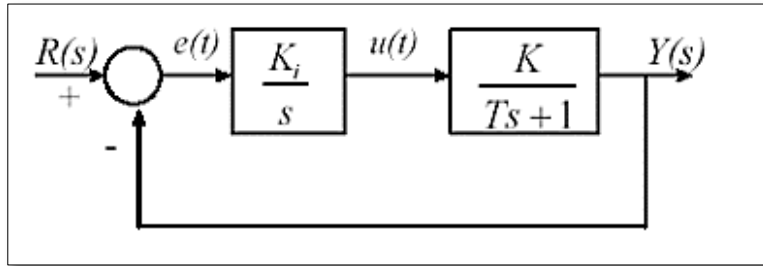 R(s)
+
-
e(t)
K_i
s
u(t)
K
Ts + 1
Y(s)